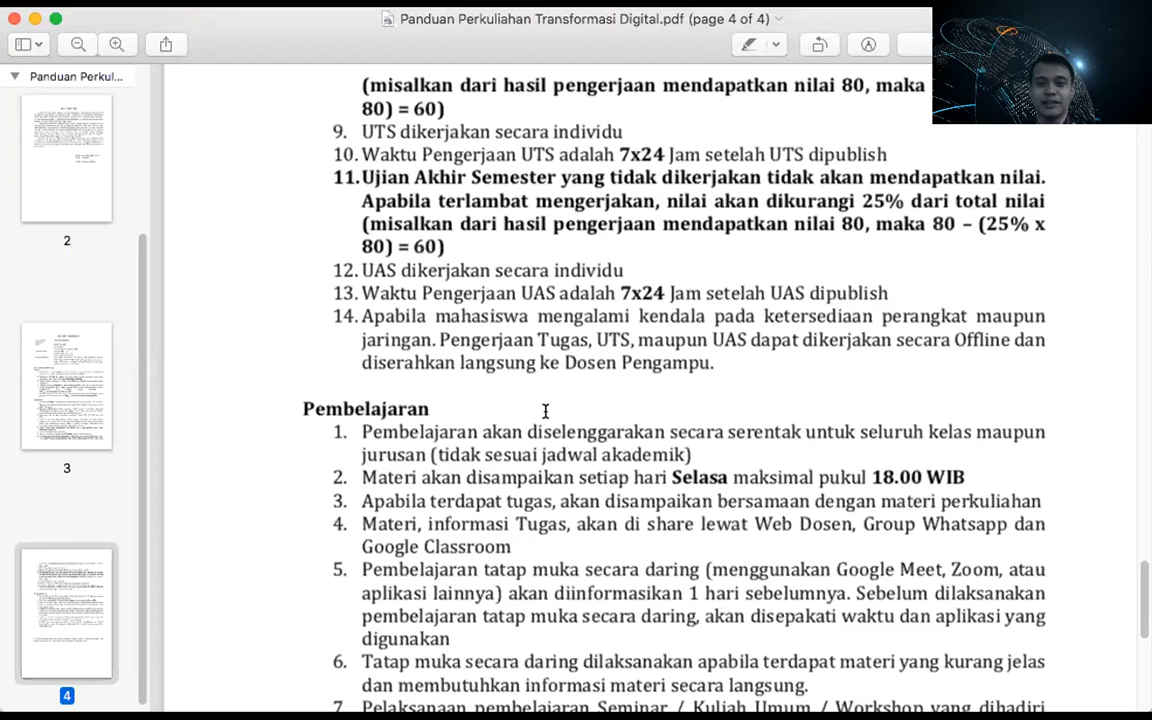 Panduan Perkuliahan Transformasi Digital.pdf (page 4 of 4)
Panduan Perkul...
2
3
4
(misalkan dari hasil pengerjaan mendapatkan nilai 80, maka
80) = 60)
9. UTS dikerjakan secara individu
10. Waktu Pengerjaan UTS adalah 7x24 Jam setelah UTS dipublish
11. Ujian Akhir Semester yang tidak dikerjakan tidak akan mendapatkan nilai.
Apabila terlambat mengerjakan, nilai akan dikurangi 25% dari total nilai
(misalkan dari hasil pengerjaan mendapatkan nilai 80, maka 80 – (25% x
80) = 60)
12. UAS dikerjakan secara individu
13. Waktu Pengerjaan UAS adalah 7x24 Jam setelah UAS dipublish
14. Apabila mahasiswa mengalami kendala pada ketersediaan perangkat maupun
jaringan. Pengerjaan Tugas, UTS, maupun UAS dapat dikerjakan secara Offline dan
diserahkan langsung ke Dosen Pengampu.
Pembelajaran
1. Pembelajaran akan diselenggarakan secara serentak untuk seluruh kelas maupun
jurusan (tidak sesuai jadwal akademik)
2. Materi akan disampaikan setiap hari Selasa maksimal pukul 18.00 WIB
3. Apabila terdapat tugas, akan disampaikan bersamaan dengan materi perkuliahan
4. Materi, informasi Tugas, akan di share lewat Web Dosen, Group Whatsapp dan
Google Classroom
5. Pembelajaran tatap muka secara daring (menggunakan Google Meet, Zoom, atau
aplikasi lainnya) akan diinformasikan 1 hari sebelumnya. Sebelum dilaksanakan
pembelajaran tatap muka secara daring, akan disepakati waktu dan aplikasi yang
digunakan
6. Tatap muka secara daring dilaksanakan apabila terdapat materi yang kurang jelas
dan membutuhkan informasi materi secara langsung.
7. Pelaksanaan pembelajaran Seminar / Kuliah Umum / Workshop yang dihadiri